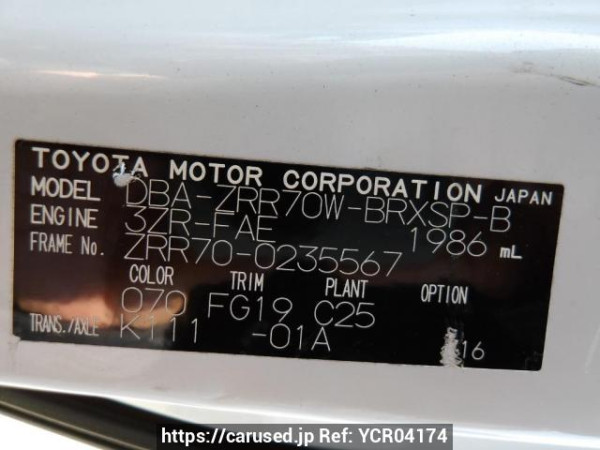 TOYOTA MOTOR CORPORATION JAPAN
MODEL DBA-ZRR70W-BRXSP-B
ENGINE 3ZR-FAE 1986 mL
FRAME No. ZRR70-0235567
COLOR TRIM PLANT OPTION
070 FG19 C25
TRANS./AXLE K111 -01A
16
https://carused.jp Ref: YCR04174